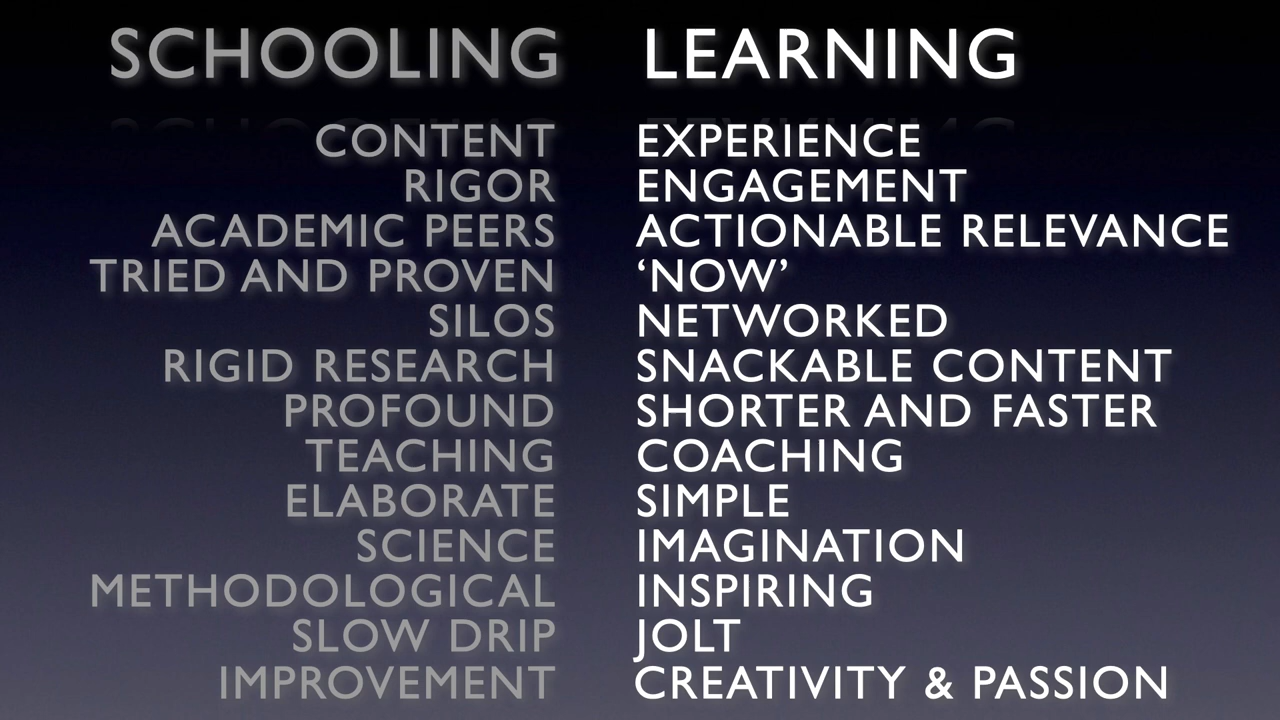 SCHOOLING LEARNING
CONTENT EXPERIENCE
RIGOR ENGAGEMENT
ACADEMIC PEERS ACTIONABLE RELEVANCE
TRIED AND PROVEN ‘NOW’
SILOS NETWORKED
RIGID RESEARCH SNACKABLE CONTENT
PROFOUND SHORTER AND FASTER
TEACHING COACHING
ELABORATE SIMPLE
SCIENCE IMAGINATION
METHODOLOGICAL INSPIRING
SLOW DRIP JOLT
IMPROVEMENT CREATIVITY & PASSION